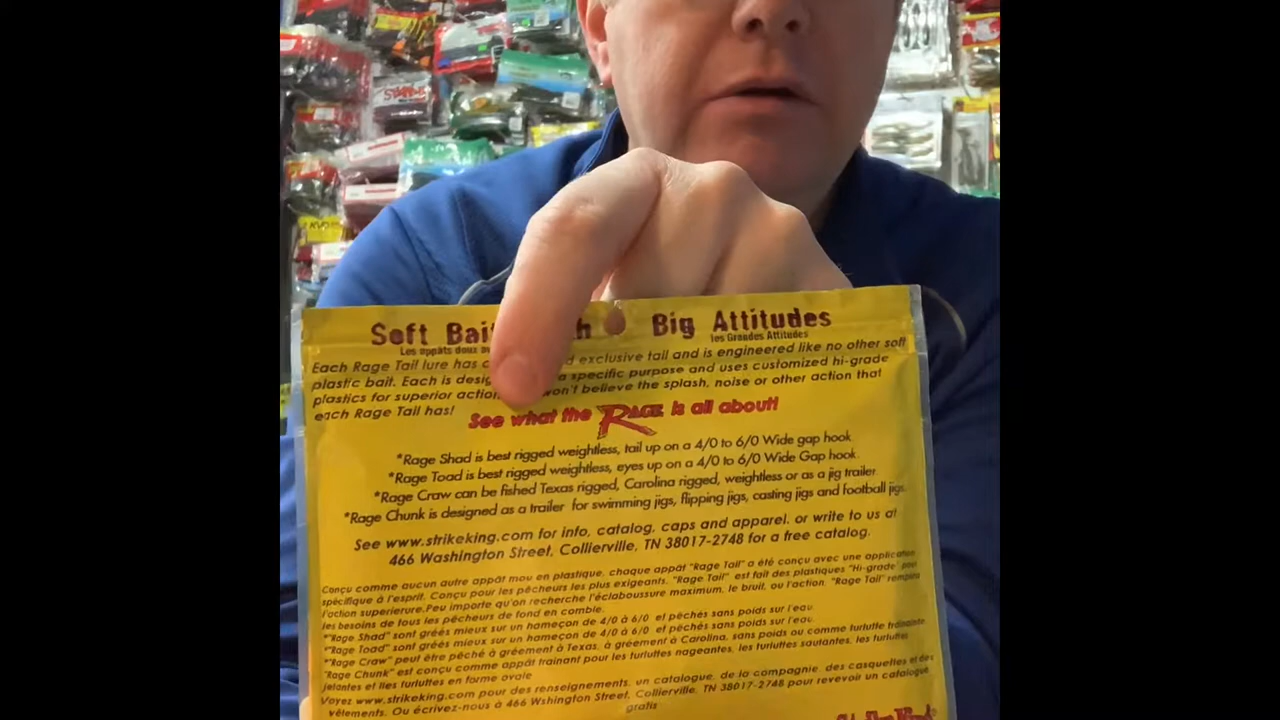 Soft Bai h Big Attitudes
Les appâts doux av les Grandes Attitudes
Each Rage Tail lure has d exclusive tail and is engineered like no other soft
plastic bait. Each is desig a specific purpose and uses customized hi-grade
plastics for superior action won't believe the splash, noise or other action that
each Rage Tail has!
See what the RAGE is all about!
*Rage Shad is best rigged weightless, tail up on a 4/0 to 6/0 Wide gap hook.
*Rage Toad is best rigged weightless, eyes up on a 4/0 to 6/0 Wide Gap hook.
*Rage Craw can be fished Texas rigged, Carolina rigged, weightless or as a jig trailer.
*Rage Chunk is designed as a trailer for swimming jigs, flipping jigs, casting jigs and football jigs.
See www.strikeking.com for info, catalog, caps and apparel. or write to us at
466 Washington Street, Collierville, TN 38017-2748 for a free catalog.
Conçu comme aucun autre appât mou en plastique, chaque appât "Rage Tail" a été conçu avec une application
spécifique à l'esprit. Conçu pour les pêcheurs les plus exigeants. "Rage Tail" est fait des plastiques "Hi-grade" pour
l'action superierure.Peu importe qu'on recherche l'éclaboussure maximum, le bruit, ou l'action. "Rage Tail" remplira
les besoins de tous les pêcheurs de fond en comble.
*"Rage Shad" sont gréés mieux sur un hameçon de 4/0 à 6/0 et pêchés sans poids sur l'eau.
*"Rage Toad" sont gréés mieux sur un hameçon de 4/0 à 6/0 et pêchés sans poids sur l'eau.
*"Rage Craw" peut être pêché à gréement à Texas, à gréement à Carolina, sans poids ou comme turlutte traînante.
"Rage Chunk" est conçu comme appât trainant pour les turluttes nageantes, les turluttes sautantes, les turluttes
jetantes et lles turluttes en forme ovale
Voyez www.strikeking.com pour des renseignements, un catalogue, de la compagnie, des casquettes et des
vêtements. Ou écrivez-nous à 466 Wshington Street, Collierville, TN 38017-2748 pour revevoir un catalogue
gratis
Strike King